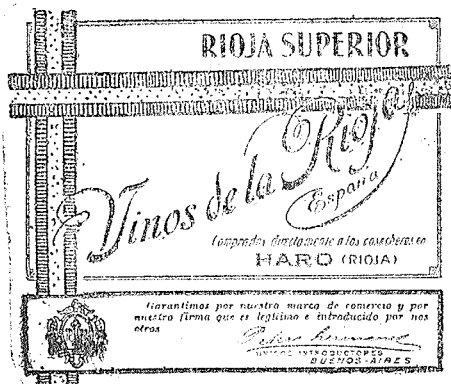 RIOJA SUPERIOR
Vinos de la Rioja
España
Comprados directamente a los cosecheros en
HARO (RIOJA)
Garantimos por nuestra marca de comercio y por
nuestra firma que es legítimo e introducido por nos
otros
UNICOS INTRODUCTORES
BUENOS-AIRES